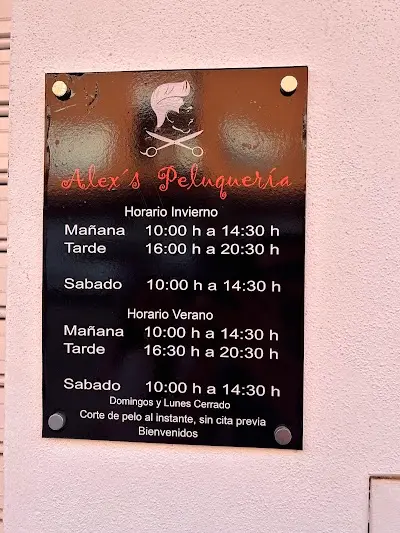 Alex´s Peluquería
Horario Invierno
Mañana 10:00 h a 14:30 h
Tarde 16:00 h a 20:30 h
Sabado 10:00 h a 14:30 h
Horario Verano
Mañana 10:00 h a 14:30 h
Tarde 16:30 h a 20:30 h
Sabado 10:00 h a 14:30 h
Domingos y Lunes Cerrado
Corte de pelo al instante, sin cita previa
Bienvenidos